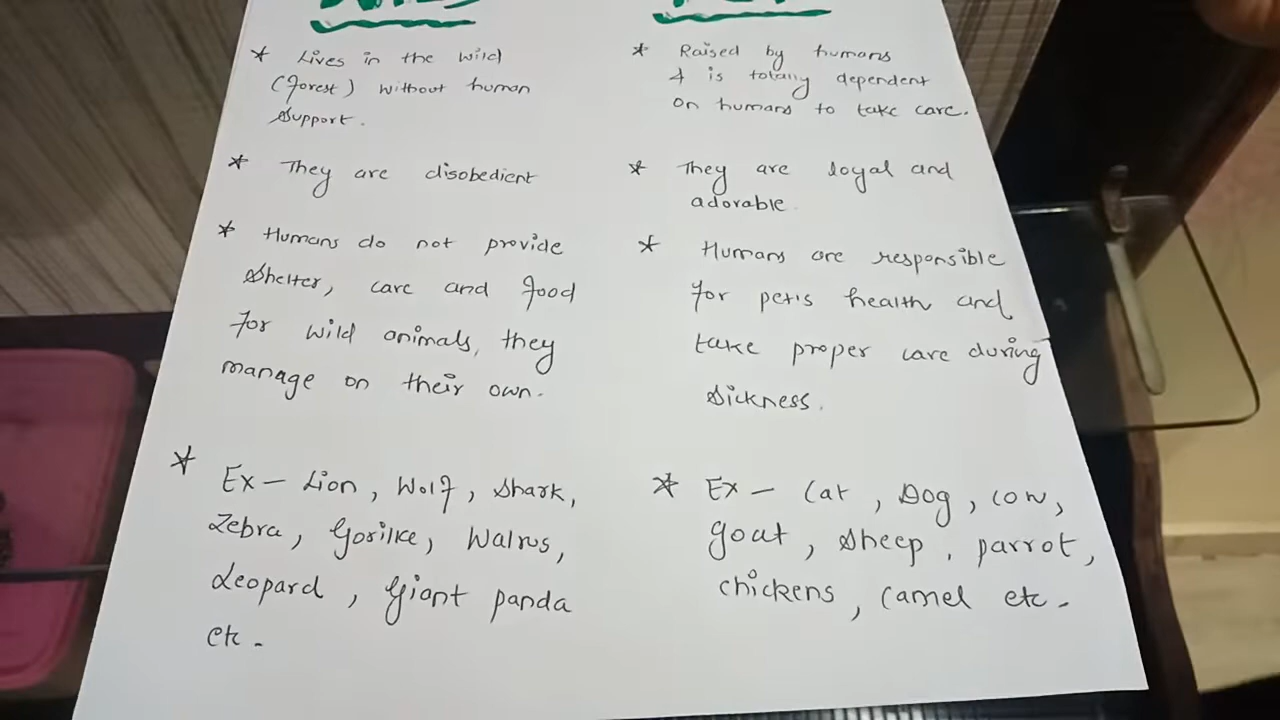 * Lives in the wild
(forest) without human
support.
* They are disobedient
* Humans do not provide
shelter, care and food
for wild animals, they
manage on their own.
* Ex- Lion, Wolf, Shark,
Zebra, Gorilke, Walrus,
Leopard, Giant panda
etc.
* Raised by humans
& is totally dependent
on humans to take care.
* They are loyal and
adorable.
* Humans are responsible
for pet's health and
take proper care during
sickness.
* Ex- Cat, Dog, cow,
goat, sheep, parrot,
chickens, camel etc.